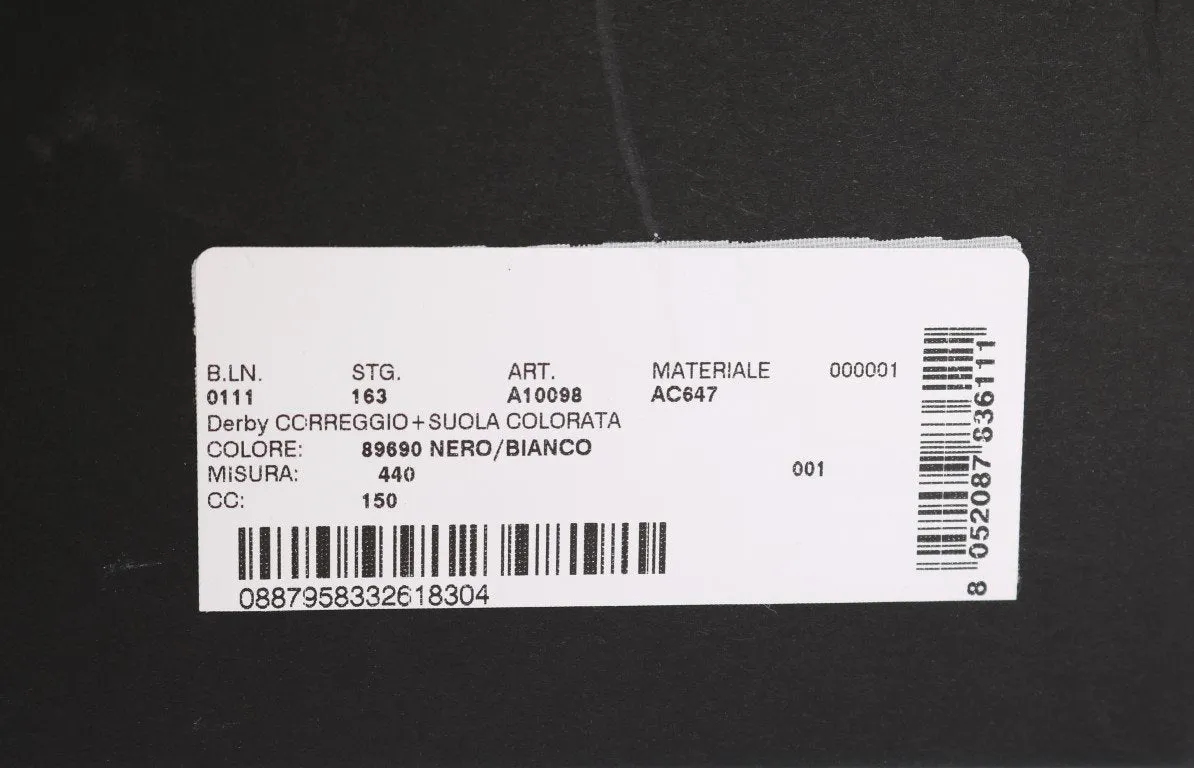 B.LN. STG. ART. MATERIALE 000001
0111 163 A10098 AC647
Derby CORREGGIO+SUOLA COLORATA
COLORE: 89690 NERO/BIANCO
MISURA: 440 001
CC: 150
0887958332618304
8 052087 836111